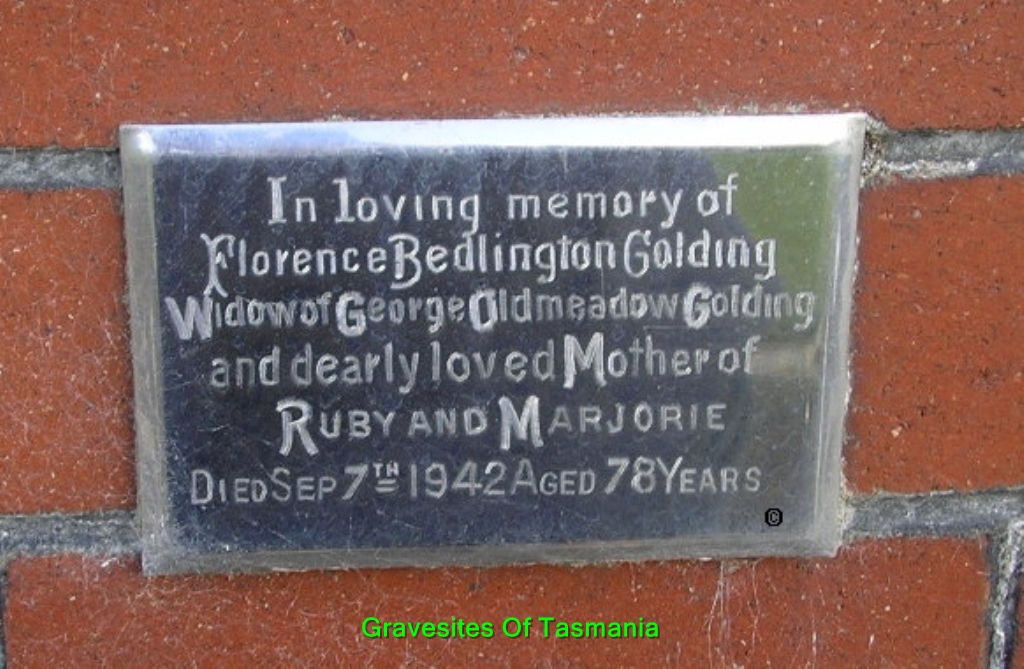 In loving memory of
Florence Bedlington Golding
Widow of George Oldmeadow Golding
and dearly loved Mother of
RUBY AND MARJORIE
DIED SEP 7TH 1942 AGED 78 YEARS
©
Gravesites Of Tasmania